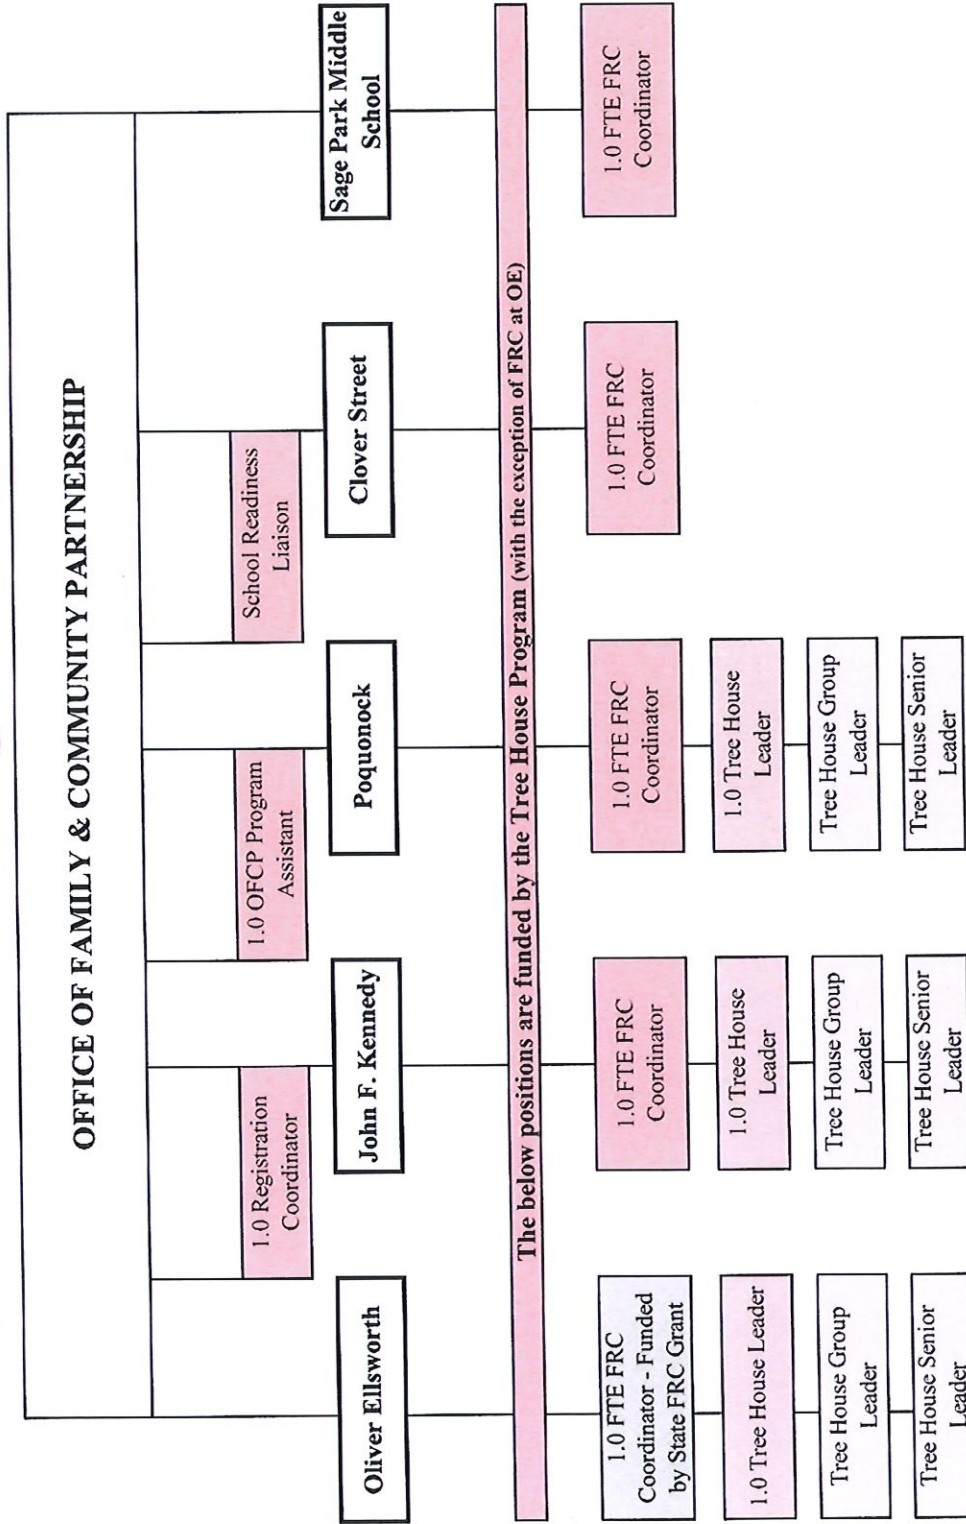 OFFICE OF FAMILY & COMMUNITY PARTNERSHIP
1.0 Registration
Coordinator
1.0 OFCP Program
Assistant
School Readiness
Liaison
Oliver Ellsworth
John F. Kennedy
Poquonock
Clover Street
Sage Park Middle
School
The below positions are funded by the Tree House Program (with the exception of FRC at OE)
1.0 FTE FRC
Coordinator - Funded
by State FRC Grant
1.0 FTE FRC
Coordinator
1.0 FTE FRC
Coordinator
1.0 FTE FRC
Coordinator
1.0 FTE FRC
Coordinator
1.0 Tree House Leader
1.0 Tree House
Leader
1.0 Tree House
Leader
Tree House Group
Leader
Tree House Group
Leader
Tree House Group
Leader
Tree House Senior
Leader
Tree House Senior
Leader
Tree House Senior
Leader